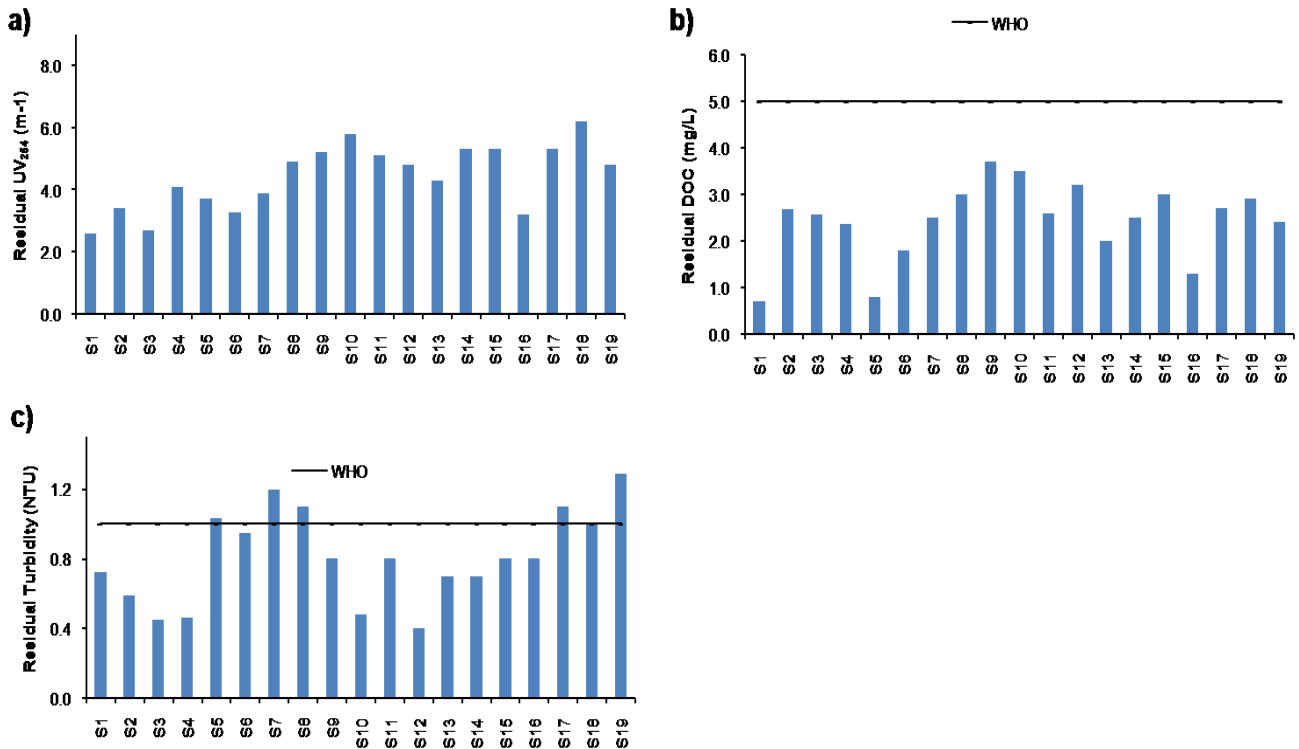 a)
Residual UV254 (m-1)
8.0
6.0
4.0
2.0
0.0
S1 S2 S3 S4 S5 S6 S7 S8 S9 S10 S11 S12 S13 S14 S15 S16 S17 S18 S19
b)
WHO
Residual DOC (mg/L)
6.0
5.0
4.0
3.0
2.0
1.0
0.0
S1 S2 S3 S4 S5 S6 S7 S8 S9 S10 S11 S12 S13 S14 S15 S16 S17 S18 S19
c)
WHO
Residual Turbidity (NTU)
1.2
1.0
0.8
0.4
0.0
S1 S2 S3 S4 S5 S6 S7 S8 S9 S10 S11 S12 S13 S14 S15 S16 S17 S18 S19